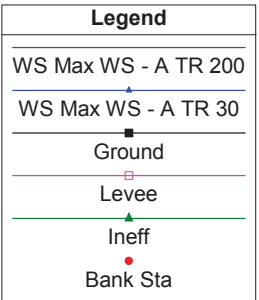 Legend
WS Max WS - A TR 200
WS Max WS - A TR 30
Ground
Levee
Ineff
Bank Sta